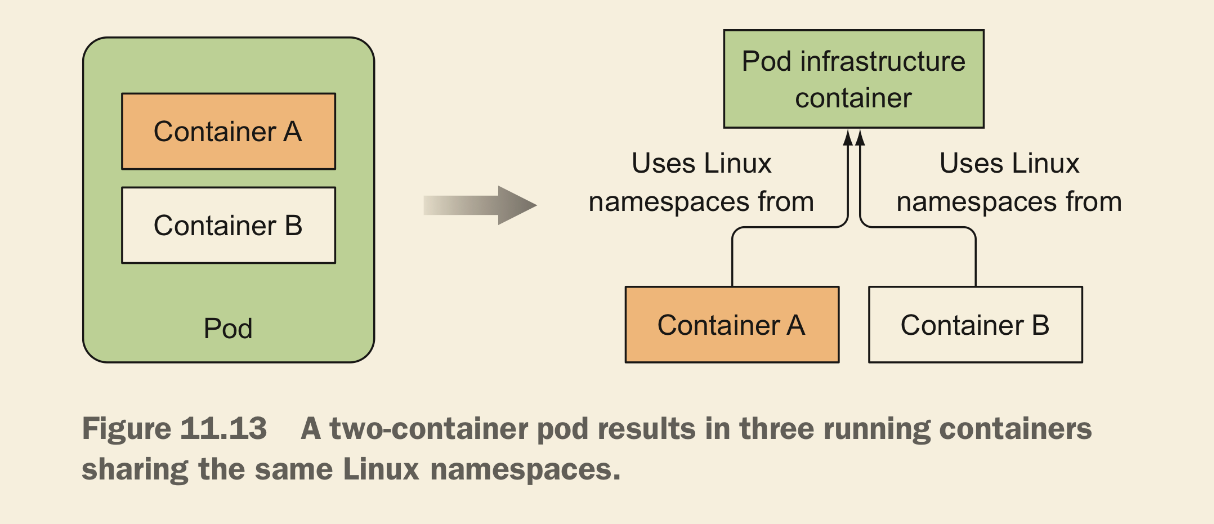 Container A
Container B
Pod
Pod infrastructure
container
Uses Linux
namespaces from
Uses Linux
namespaces from
Container A
Container B
Figure 11.13 A two-container pod results in three running containers
sharing the same Linux namespaces.